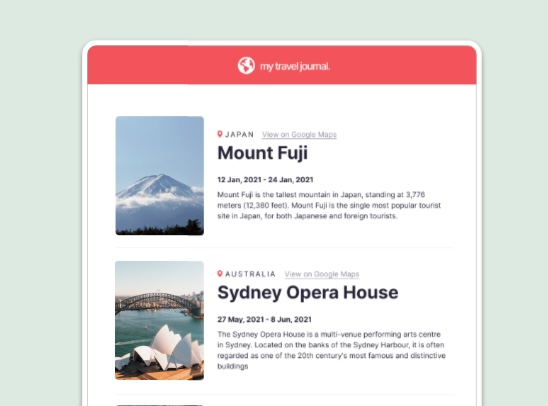 my travel journal.
JAPAN View on Google Maps
Mount Fuji
12 Jan, 2021 - 24 Jan, 2021
Mount Fuji is the tallest mountain in Japan, standing at 3,776
meters (12,380 feet). Mount Fuji is the single most popular tourist
site in Japan, for both Japanese and foreign tourists.
AUSTRALIA View on Google Maps
Sydney Opera House
27 May, 2021 - 8 Jun, 2021
The Sydney Opera House is a multi-venue performing arts centre
in Sydney. Located on the banks of the Sydney Harbour, it is often
regarded as one of the 20th century's most famous and distinctive
buildings